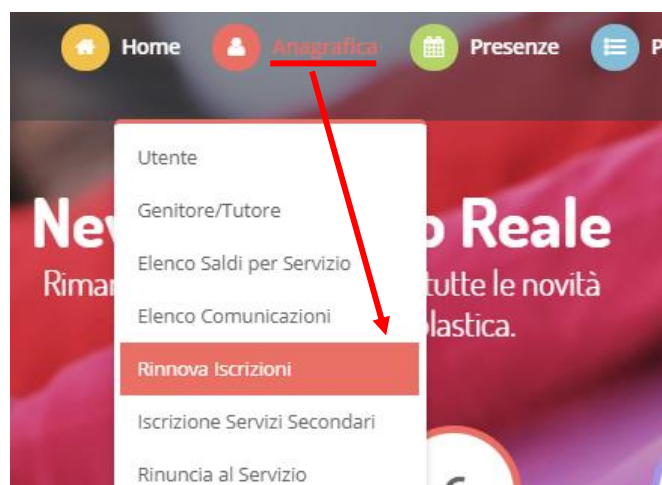 Home Anagrafica Presenze P
Utente
Genitore/Tutore
Ne o Reale
Elenco Saldi per Servizio
Rimar tutte le novità
Elenco Comunicazioni
lastica.
Rinnova Iscrizioni
Iscrizione Servizi Secondari
Rinuncia al Servizio